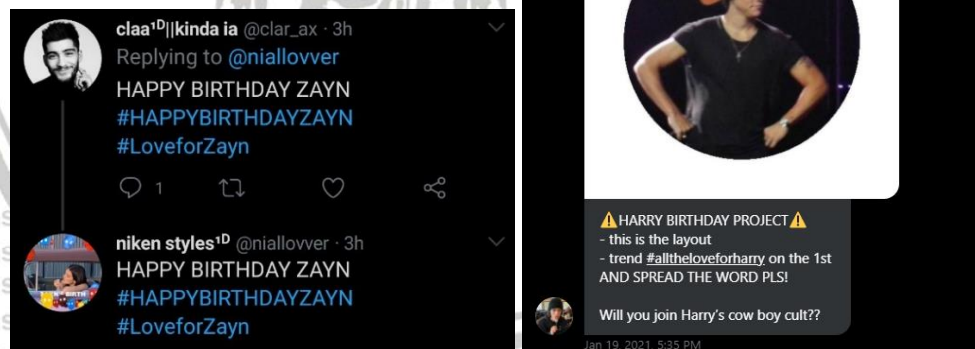 claa¹ᴰ||kinda ia @clar_ax · 3h
Replying to @niallovver
HAPPY BIRTHDAY ZAYN
#HAPPYBIRTHDAYZAYN
#LoveforZayn
1
niken styles¹ᴰ @niallovver · 3h
HAPPY BIRTHDAY ZAYN
#HAPPYBIRTHDAYZAYN
#LoveforZayn
⚠️HARRY BIRTHDAY PROJECT⚠️
- this is the layout
- trend #alltheloveforharry on the 1st
AND SPREAD THE WORD PLS!
Will you join Harry's cow boy cult??
Jan 19, 2021, 5:35 PM